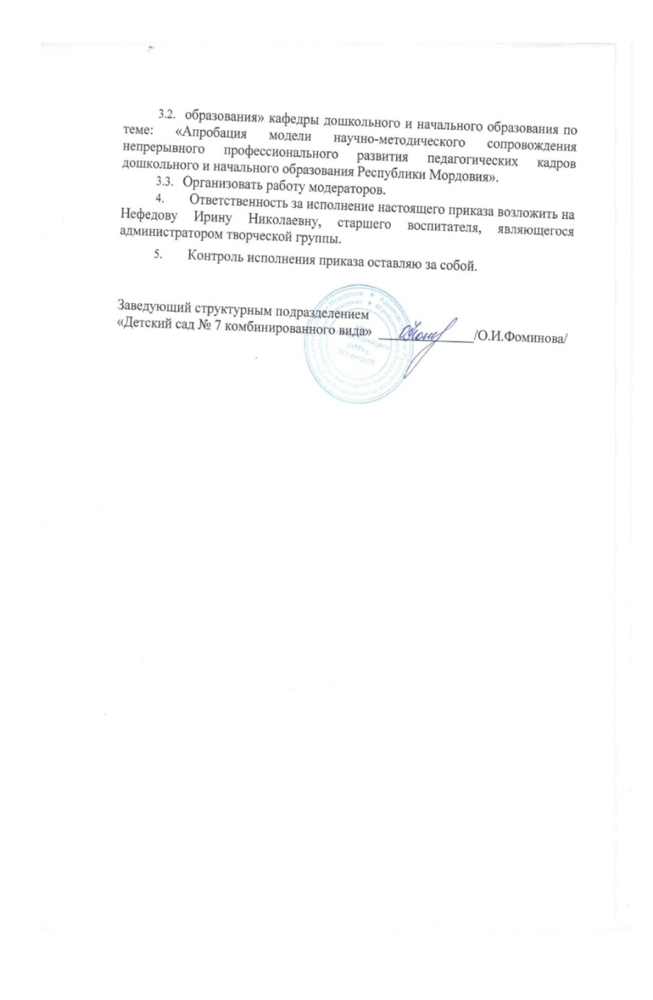 3.2. образования» кафедры дошкольного и начального образования по
теме: «Апробация модели научно-методического сопровождения
непрерывного профессионального развития педагогических кадров
дошкольного и начального образования Республики Мордовия».
3.3. Организовать работу модераторов.
4. Ответственность за исполнение настоящего приказа возложить на
Нефедову Ирину Николаевну, старшего воспитателя, являющегося
администратором творческой группы.
5. Контроль исполнения приказа оставляю за собой.
Заведующий структурным подразделением
«Детский сад № 7 комбинированного вида» /О.И.Фоминова/